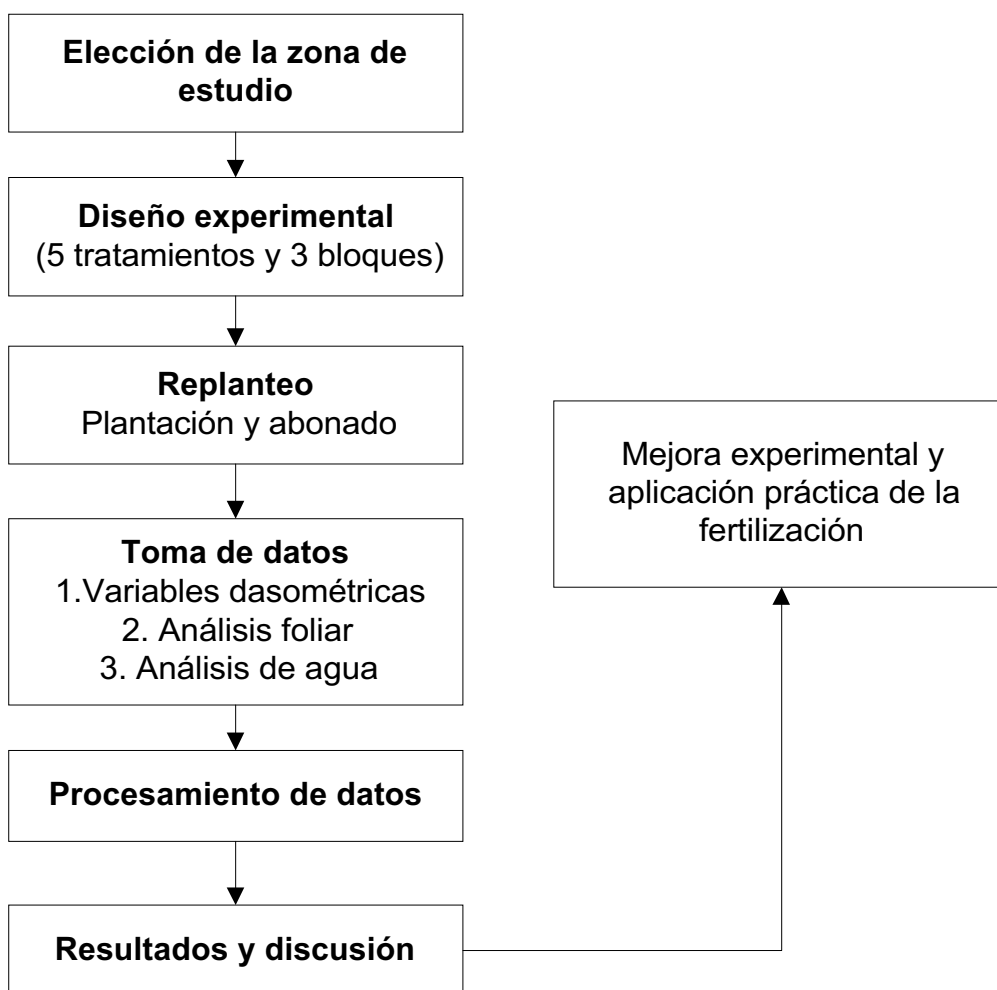 Elección de la zona de
estudio
Diseño experimental
(5 tratamientos y 3 bloques)
Replanteo
Plantación y abonado
Toma de datos
1.Variables dasométricas
2. Análisis foliar
3. Análisis de agua
Procesamiento de datos
Resultados y discusión
Mejora experimental y
aplicación práctica de la
fertilización